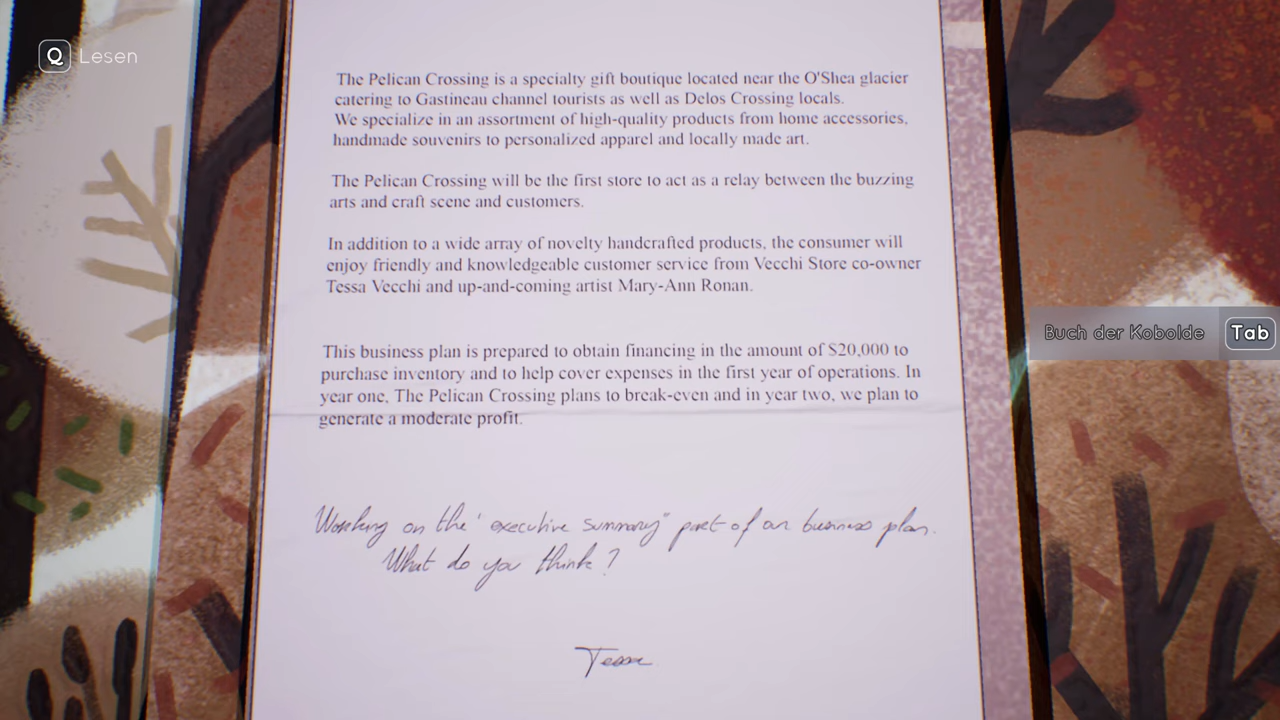 Q Lesen
The Pelican Crossing is a specialty gift boutique located near the O'Shea glacier
catering to Gastineau channel tourists as well as Delos Crossing locals.
We specialize in an assortment of high-quality products from home accessories,
handmade souvenirs to personalized apparel and locally made art.
The Pelican Crossing will be the first store to act as a relay between the buzzing
arts and craft scene and customers.
In addition to a wide array of novelty handcrafted products, the consumer will
enjoy friendly and knowledgeable customer service from Vecchi Store co-owner
Tessa Vecchi and up-and-coming artist Mary-Ann Ronan.
Buch der Kobolde Tab
This business plan is prepared to obtain financing in the amount of $20,000 to
purchase inventory and to help cover expenses in the first year of operations. In
year one, The Pelican Crossing plans to break-even and in year two, we plan to
generate a moderate profit.
Working on the "executive summary" part of our business plan.
What do you think?
Tessa